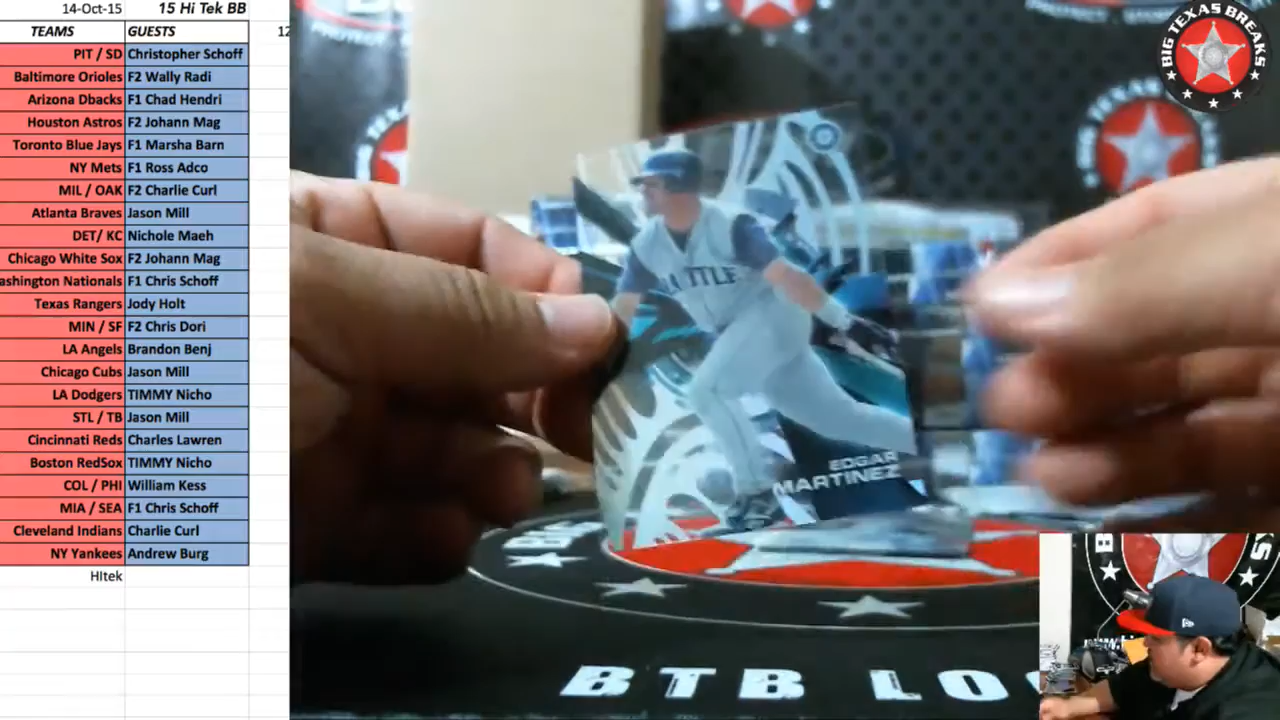 14-Oct-15 15 Hi Tek BB
TEAMS GUESTS 12
PIT / SD Christopher Schoff
Baltimore Orioles F2 Wally Radi
Arizona Dbacks F1 Chad Hendri
Houston Astros F2 Johann Mag
Toronto Blue Jays F1 Marsha Barn
NY Mets F1 Ross Adco
MIL / OAK F2 Charlie Curl
Atlanta Braves Jason Mill
DET/ KC Nichole Maeh
Chicago White Sox F2 Johann Mag
ashington Nationals F1 Chris Schoff
Texas Rangers Jody Holt
MIN / SF F2 Chris Dori
LA Angels Brandon Benj
Chicago Cubs Jason Mill
LA Dodgers TIMMY Nicho
STL / TB Jason Mill
Cincinnati Reds Charles Lawren
Boston RedSox TIMMY Nicho
COL / PHI William Kess
MIA / SEA F1 Chris Schoff
Cleveland Indians Charlie Curl
NY Yankees Andrew Burg
HItek
BIG TEXAS BREAKS
EDGAR
MARTINEZ
BTB LO